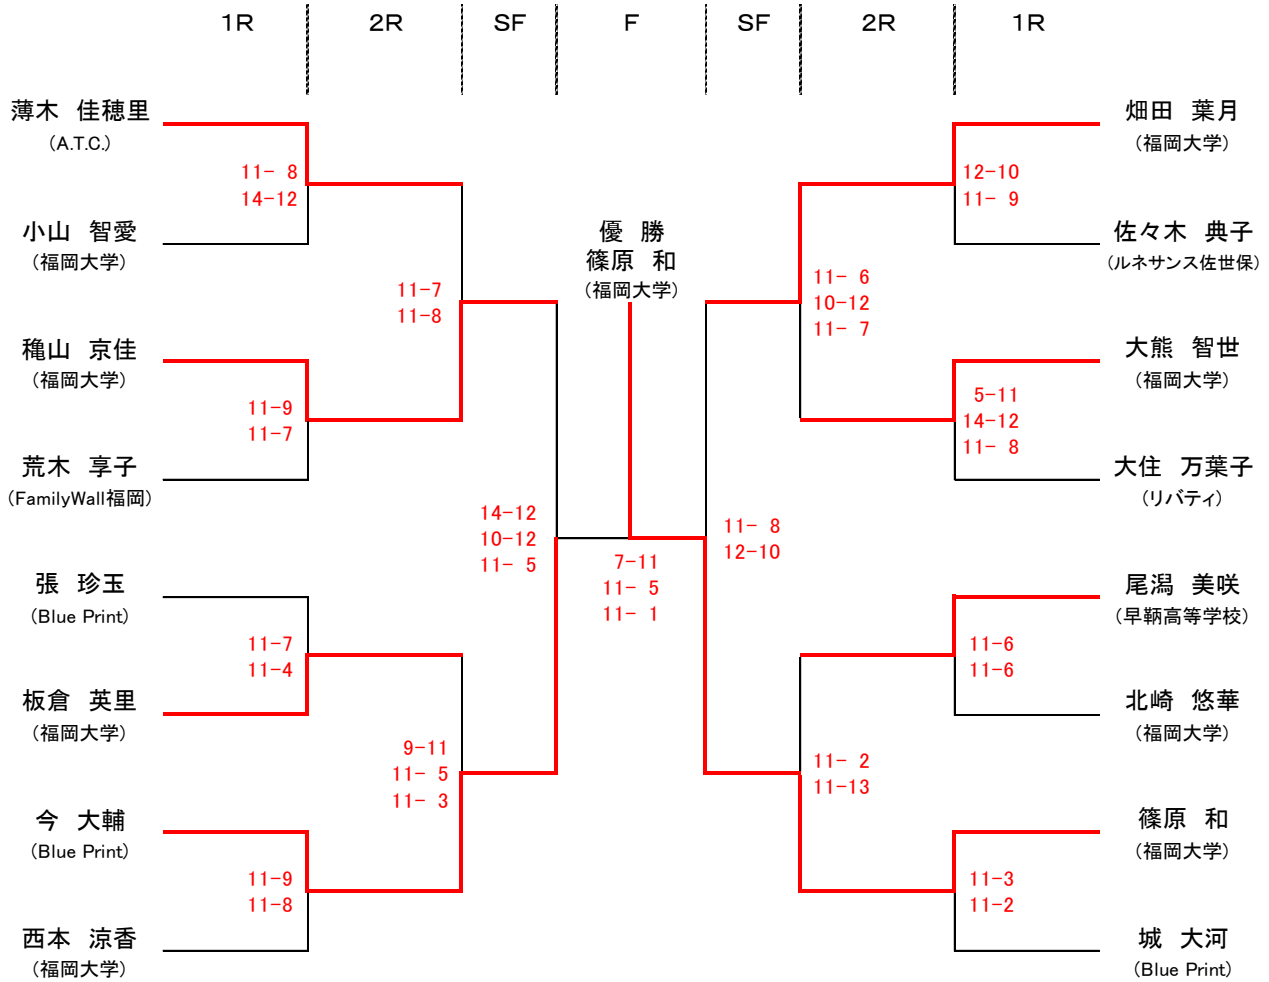 1R 2R SF F SF 2R 1R
薄木 佳穂里
(A.T.C.)
11- 8
14-12
小山 智愛
(福岡大学)
11-7
11-8
穐山 京佳
(福岡大学)
11-9
11-7
荒木 享子
(FamilyWall福岡)
14-12
10-12
11- 5
張 珍玉
(Blue Print)
11-7
11-4
板倉 英里
(福岡大学)
9-11
11- 5
11- 3
今 大輔
(Blue Print)
11-9
11-8
西本 涼香
(福岡大学)
優 勝
篠原 和
(福岡大学)
7-11
11- 5
11- 1
畑田 葉月
(福岡大学)
12-10
11- 9
佐々木 典子
(ルネサンス佐世保)
11- 6
10-12
11- 7
大熊 智世
(福岡大学)
5-11
14-12
11- 8
大住 万葉子
(リバティ)
11- 8
12-10
尾潟 美咲
(早鞆高等学校)
11-6
11-6
北崎 悠華
(福岡大学)
11- 2
11-13
篠原 和
(福岡大学)
11-3
11-2
城 大河
(Blue Print)